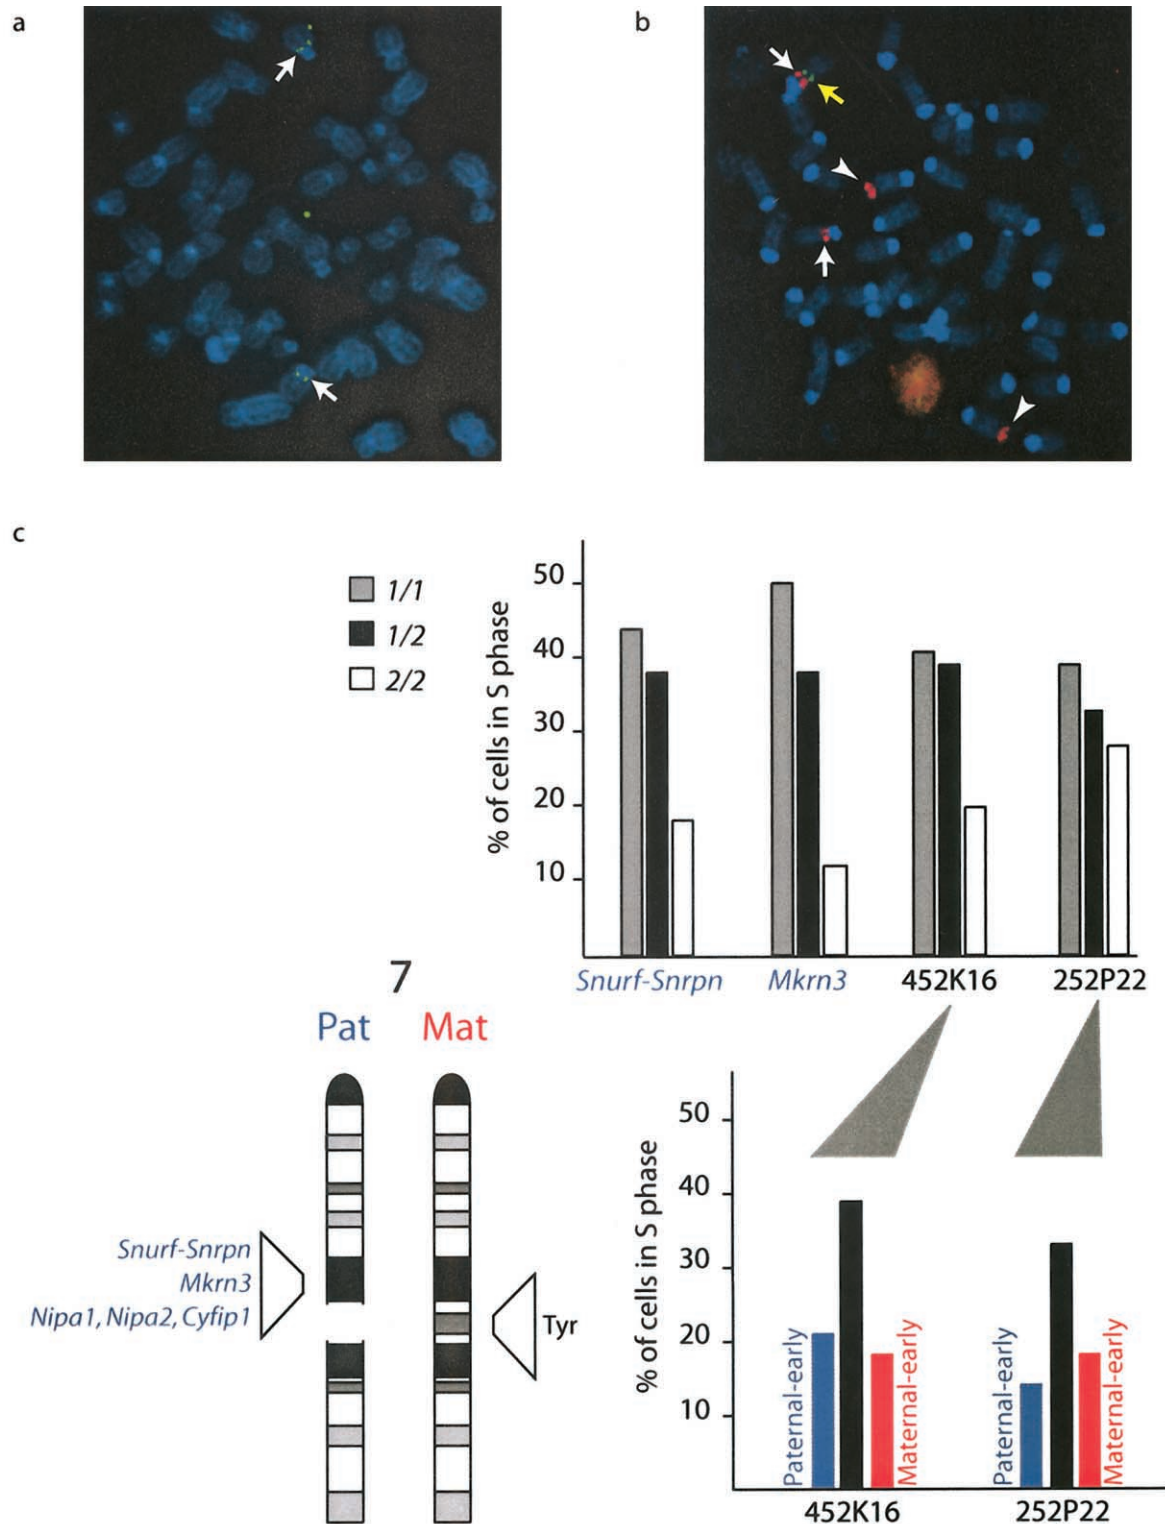 a
b
c
1/1
1/2
2/2
% of cells in S phase
50
40
30
20
10
Snurf-Snrpn Mkrn3 452K16 252P22
7
Pat Mat
Snurf-Snrpn
Mkrn3
Nipa1, Nipa2, Cyfip1
Tyr
% of cells in S phase
50
40
30
20
10
Paternal-early
Maternal-early
Paternal-early
Maternal-early
452K16 252P22